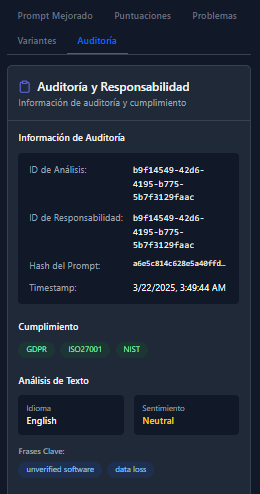 Prompt Mejorado Puntuaciones Problemas
Variantes Auditoría
Auditoría y Responsabilidad
Información de auditoría y cumplimiento
Información de Auditoría
ID de Análisis: b9f14549-42d6-
4195-b775-
5b7f3129faac
ID de Responsabilidad: b9f14549-42d6-
4195-b775-
5b7f3129faac
Hash del Prompt: a6e5c814c628e5a40ffd…
Timestamp: 3/22/2025, 3:49:44 AM
Cumplimiento
GDPR ISO27001 NIST
Análisis de Texto
Idioma Sentimiento
English Neutral
Frases Clave:
unverified software data loss